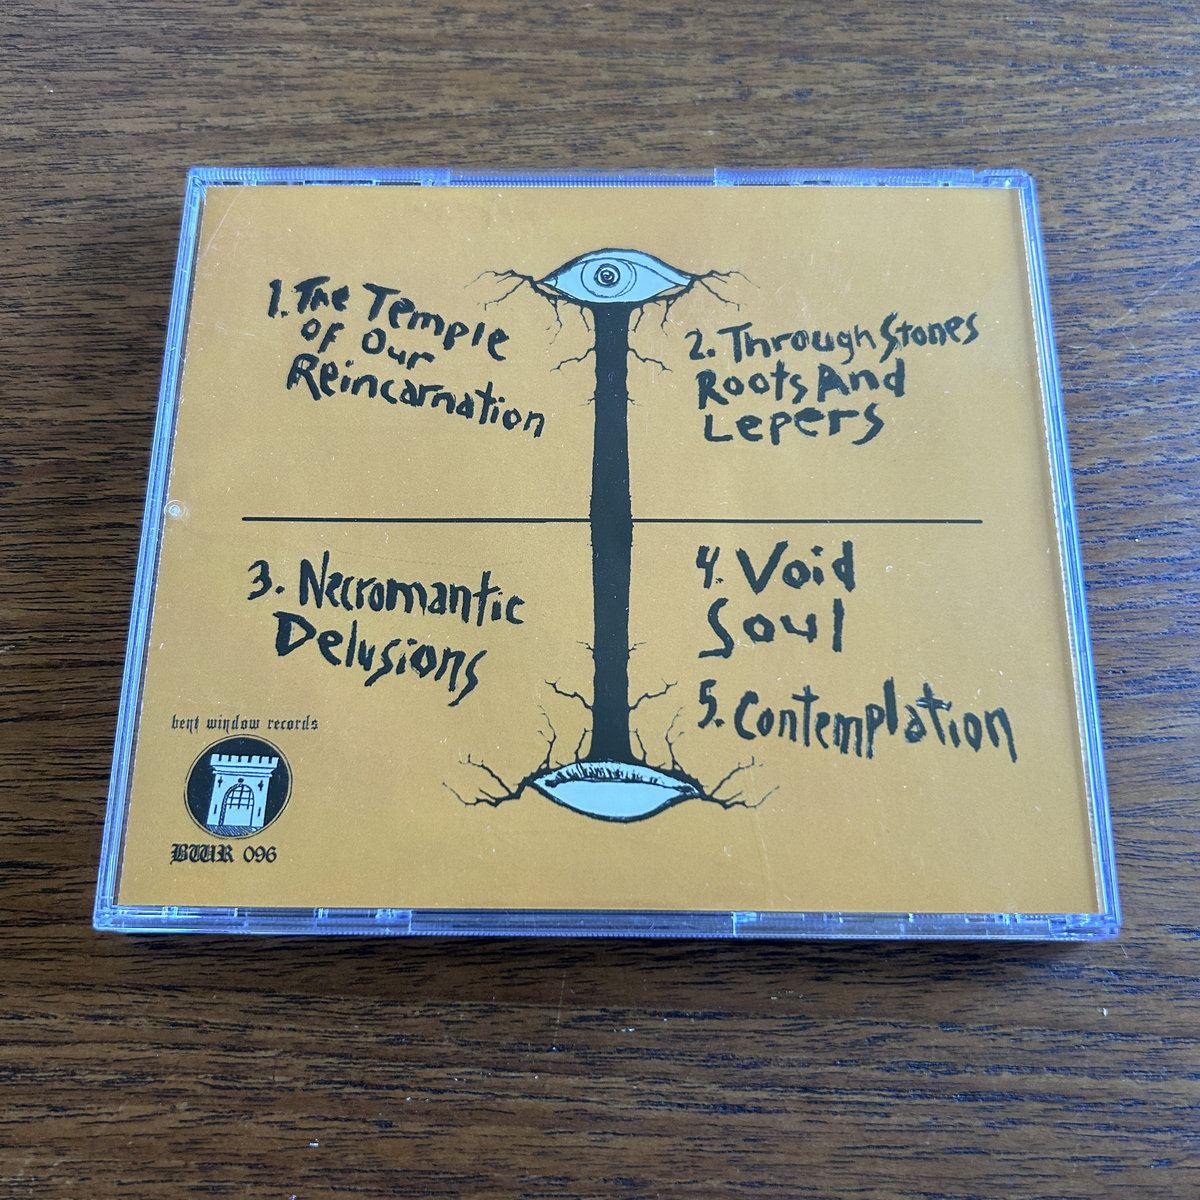 1. The Temple
of Our
Reincarnation
2. Through Stones
Roots And
Lepers
3. Necromantic
Delusions
4. Void
Soul
5. Contemplation
bent window records
BWR 096